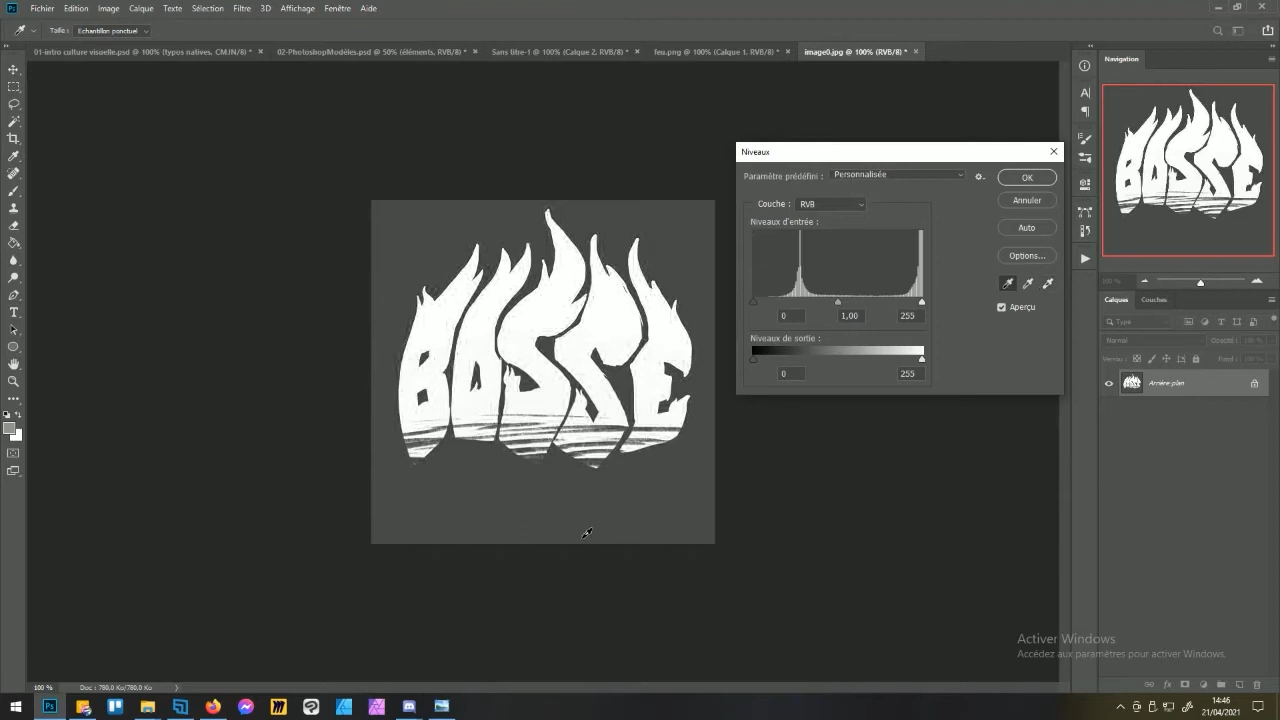 Ps Fichier Edition Image Calque Texte Sélection Filtre 3D Affichage Fenêtre Aide
Taille : Echantillon ponctuel
01-intro culture visuelle.psd @ 100% (typos natives, CMJN/8) * × 02-PhotoshopModèles.psd @ 50% (éléments, RVB/8) * × Sans titre-1 @ 100% (Calque 2, RVB/8) * × feu.png @ 100% (Calque 1, RVB/8) * × image0.jpg @ 100% (RVB/8) * ×
Navigation
BOSSE
Niveaux
Paramètre prédéfini : Personnalisée
OK
Couche : RVB
Annuler
Niveaux d'entrée :
Auto
Options...
Aperçu
0 1,00 255
Niveaux de sortie :
0 255
BOSSE
100 %
Calques Couches
Type
Normal Opacité : 100 %
Verrou : Fond : 100 %
Arrière-plan
Activer Windows
Accédez aux paramètres pour activer Windows.
100 % Doc : 780,0 Ko/780,0 Ko
Ps
14:46
21/04/2021